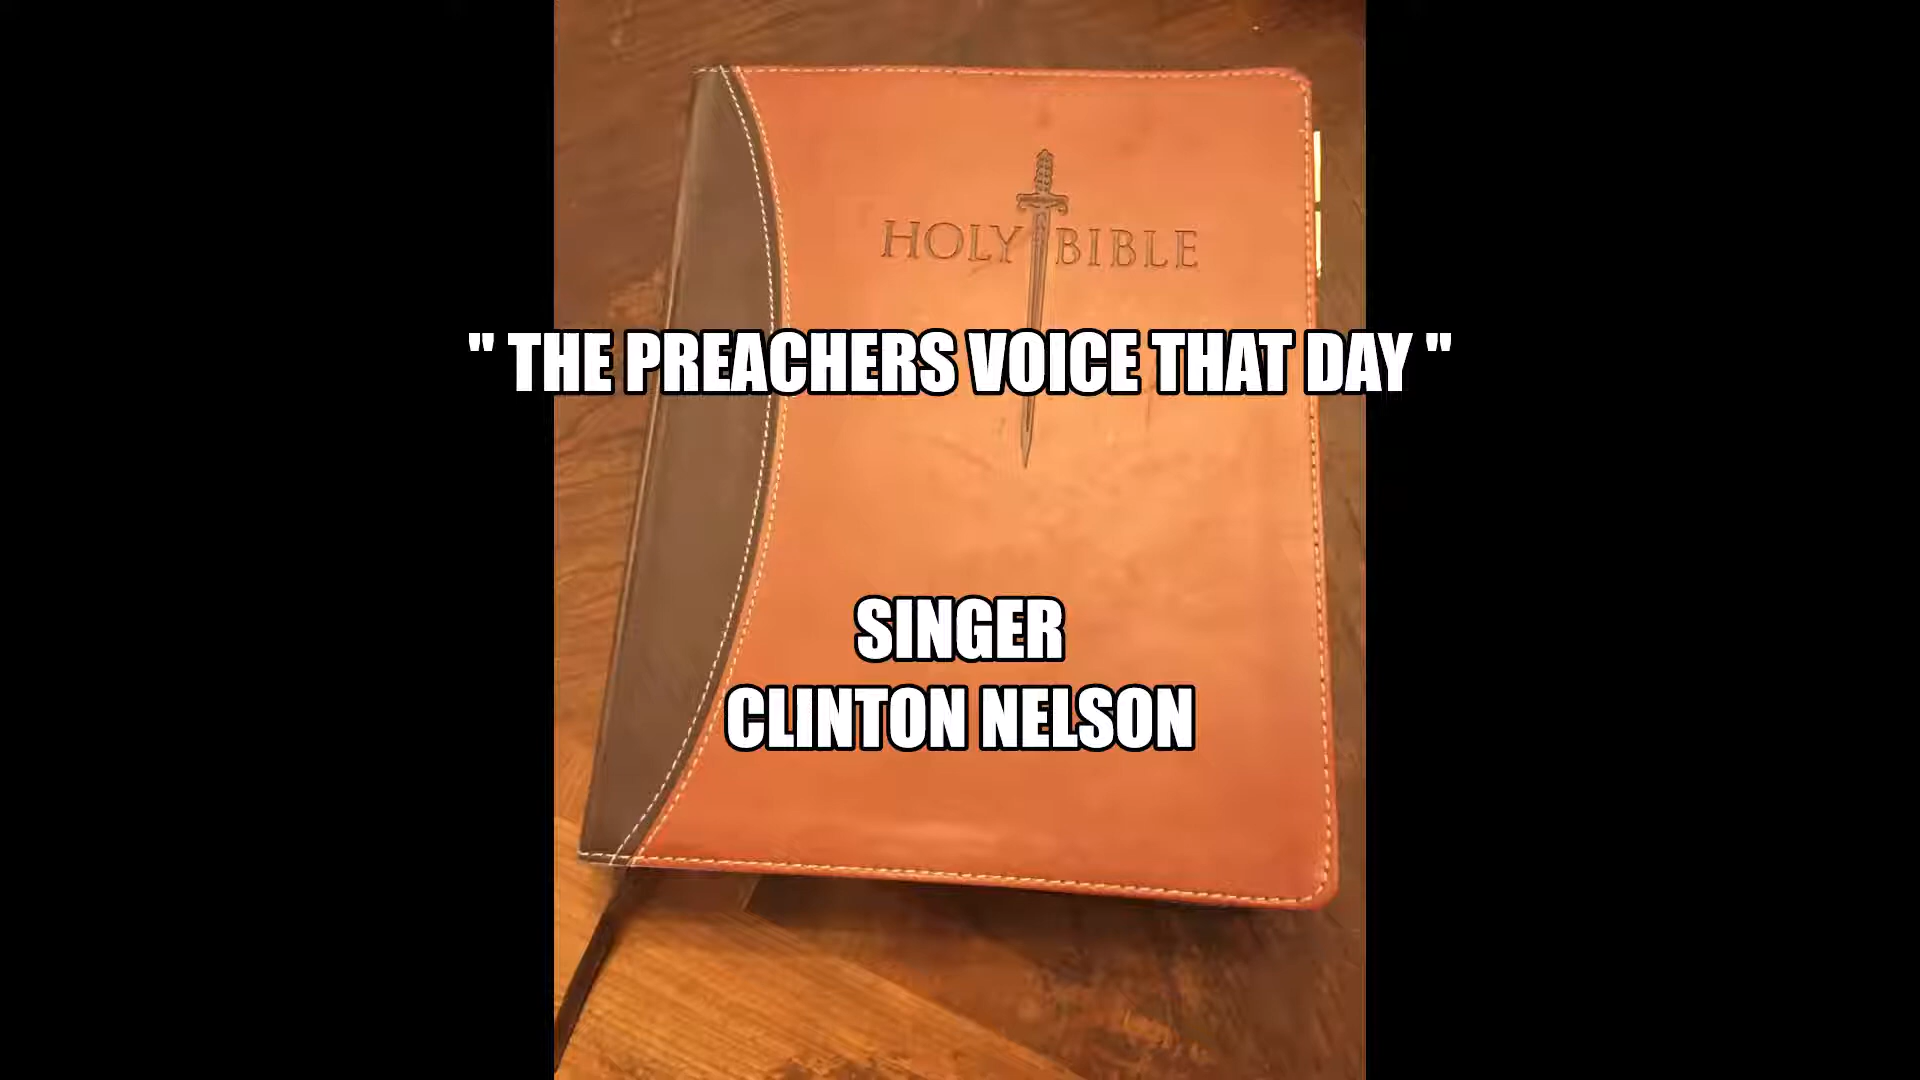 HOLY BIBLE
" THE PREACHERS VOICE THAT DAY "
SINGER
CLINTON NELSON